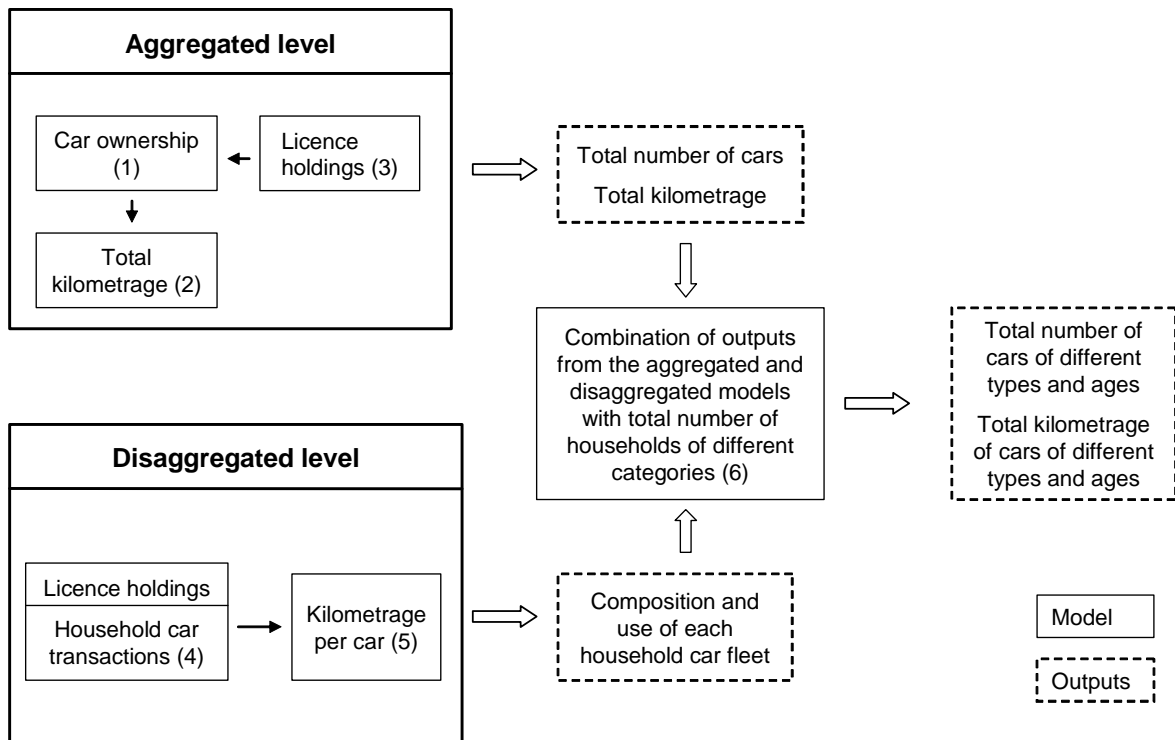 Aggregated level
Car ownership
(1)
Licence
holdings (3)
Total
kilometrage (2)
Total number of cars
Total kilometrage
Combination of outputs
from the aggregated and
disaggregated models
with total number of
households of different
categories (6)
Total number of
cars of different
types and ages
Total kilometrage
of cars of different
types and ages
Disaggregated level
Licence holdings
Household car
transactions (4)
Kilometrage
per car (5)
Composition and
use of each
household car fleet
Model
Outputs